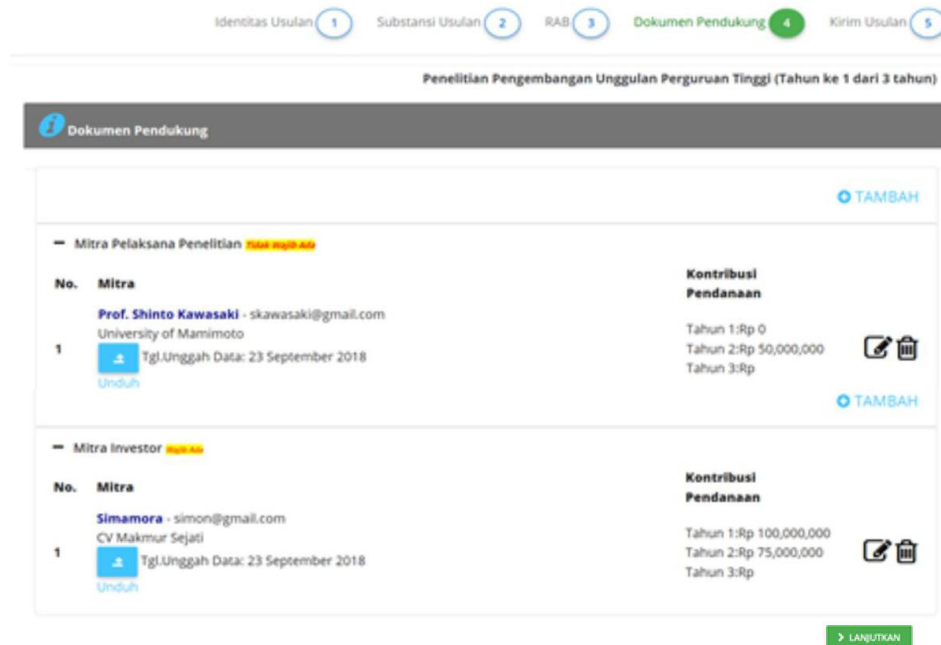 Identitas Usulan 1 Substansi Usulan 2 RAB 3 Dokumen Pendukung 4 Kirim Usulan 5
Penelitian Pengembangan Unggulan Perguruan Tinggi (Tahun ke 1 dari 3 tahun)
i Dokumen Pendukung
TAMBAH
Mitra Pelaksana Penelitian Tidak Wajib Ada
No. Mitra Kontribusi Pendanaan
Prof. Shinto Kawasaki - skawasaki@gmail.com
University of Mamimoto
1
Tgl.Unggah Data: 23 September 2018
Unduh
Tahun 1:Rp 0
Tahun 2:Rp 50,000,000
Tahun 3:Rp
TAMBAH
Mitra Investor Wajib Ada
No. Mitra Kontribusi Pendanaan
Simamora - simon@gmail.com
CV Makmur Sejati
1
Tgl.Unggah Data: 23 September 2018
Unduh
Tahun 1:Rp 100,000,000
Tahun 2:Rp 75,000,000
Tahun 3:Rp
> LANJUTKAN